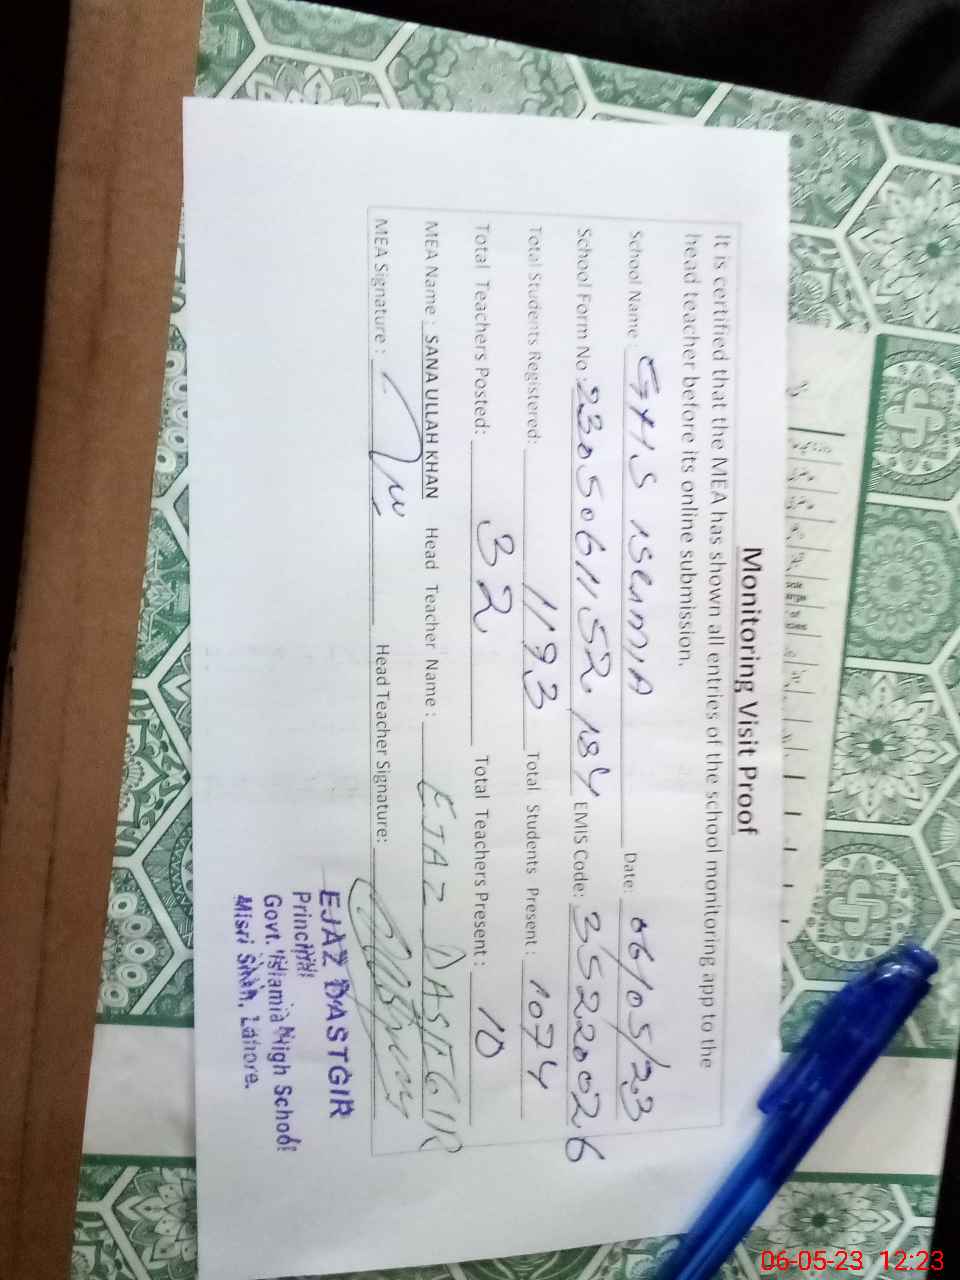 Monitoring Visit Proof
It is certified that the MEA has shown all entries of the school monitoring app to the
head teacher before its online submission.
School Name : GHS ISLAMIA Date: 06/05/23
School Form No: 230506115218 4 EMIS Code: 35220026
Total Students Registered: 1193 Total Students Present : 1074
Total Teachers Posted: 32 Total Teachers Present : 10
MEA Name : SANA ULLAH KHAN Head Teacher Name : EJAZ DASTGIR
MEA Signature : Head Teacher Signature:
EJAZ DASTGIR
Principal
Govt. Islamia High School
Misri Shah, Lahore.
06-05-23 12:23